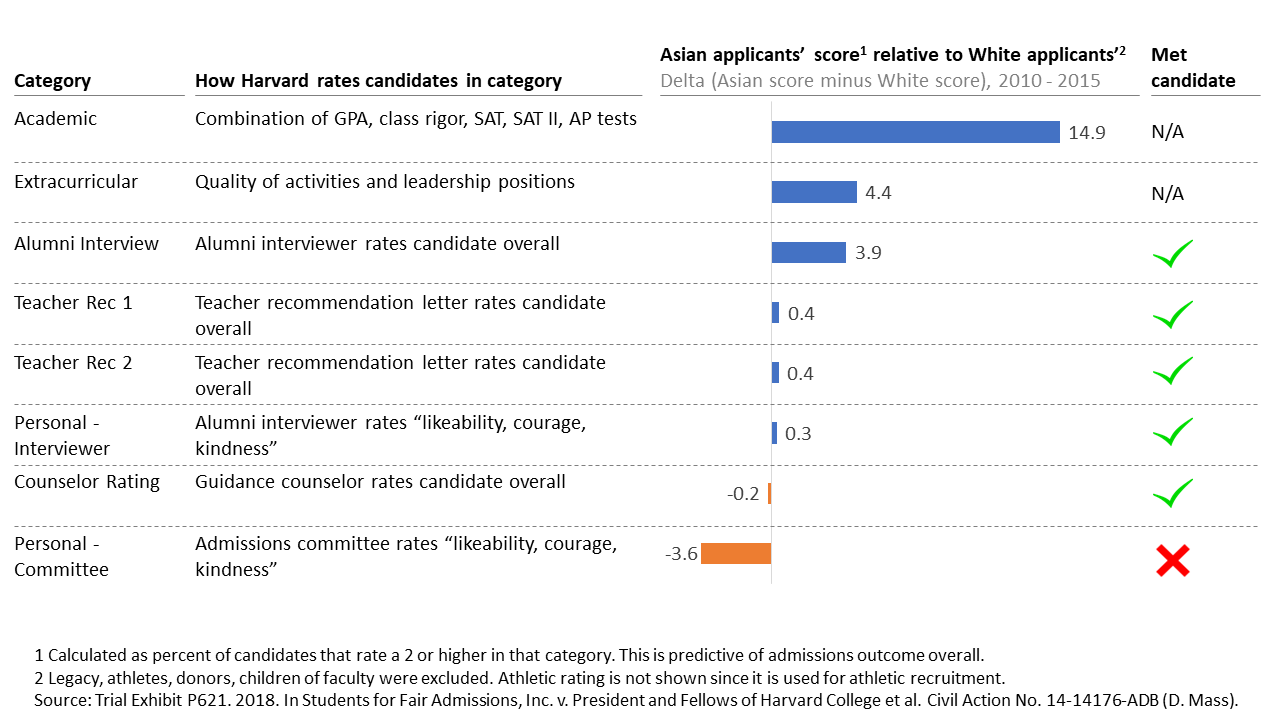 Asian applicants’ score1 relative to White applicants’2
Met
Category
How Harvard rates candidates in category
Delta (Asian score minus White score), 2010 - 2015
candidate
Academic
Combination of GPA, class rigor, SAT, SAT II, AP tests
14.9
N/A
Extracurricular
Quality of activities and leadership positions
4.4
N/A
Alumni Interview
Alumni interviewer rates candidate overall
3.9
Teacher Rec 1
Teacher recommendation letter rates candidate
overall
0.4
Teacher Rec 2
Teacher recommendation letter rates candidate
overall
0.4
Personal -
Interviewer
Alumni interviewer rates “likeability, courage,
kindness”
0.3
Counselor Rating
Guidance counselor rates candidate overall
-0.2
Personal -
Committee
Admissions committee rates “likeability, courage,
kindness”
-3.6
1 Calculated as percent of candidates that rate a 2 or higher in that category. This is predictive of admissions outcome overall.
2 Legacy, athletes, donors, children of faculty were excluded. Athletic rating is not shown since it is used for athletic recruitment.
Source: Trial Exhibit P621. 2018. In Students for Fair Admissions, Inc. v. President and Fellows of Harvard College et al. Civil Action No. 14-14176-ADB (D. Mass).